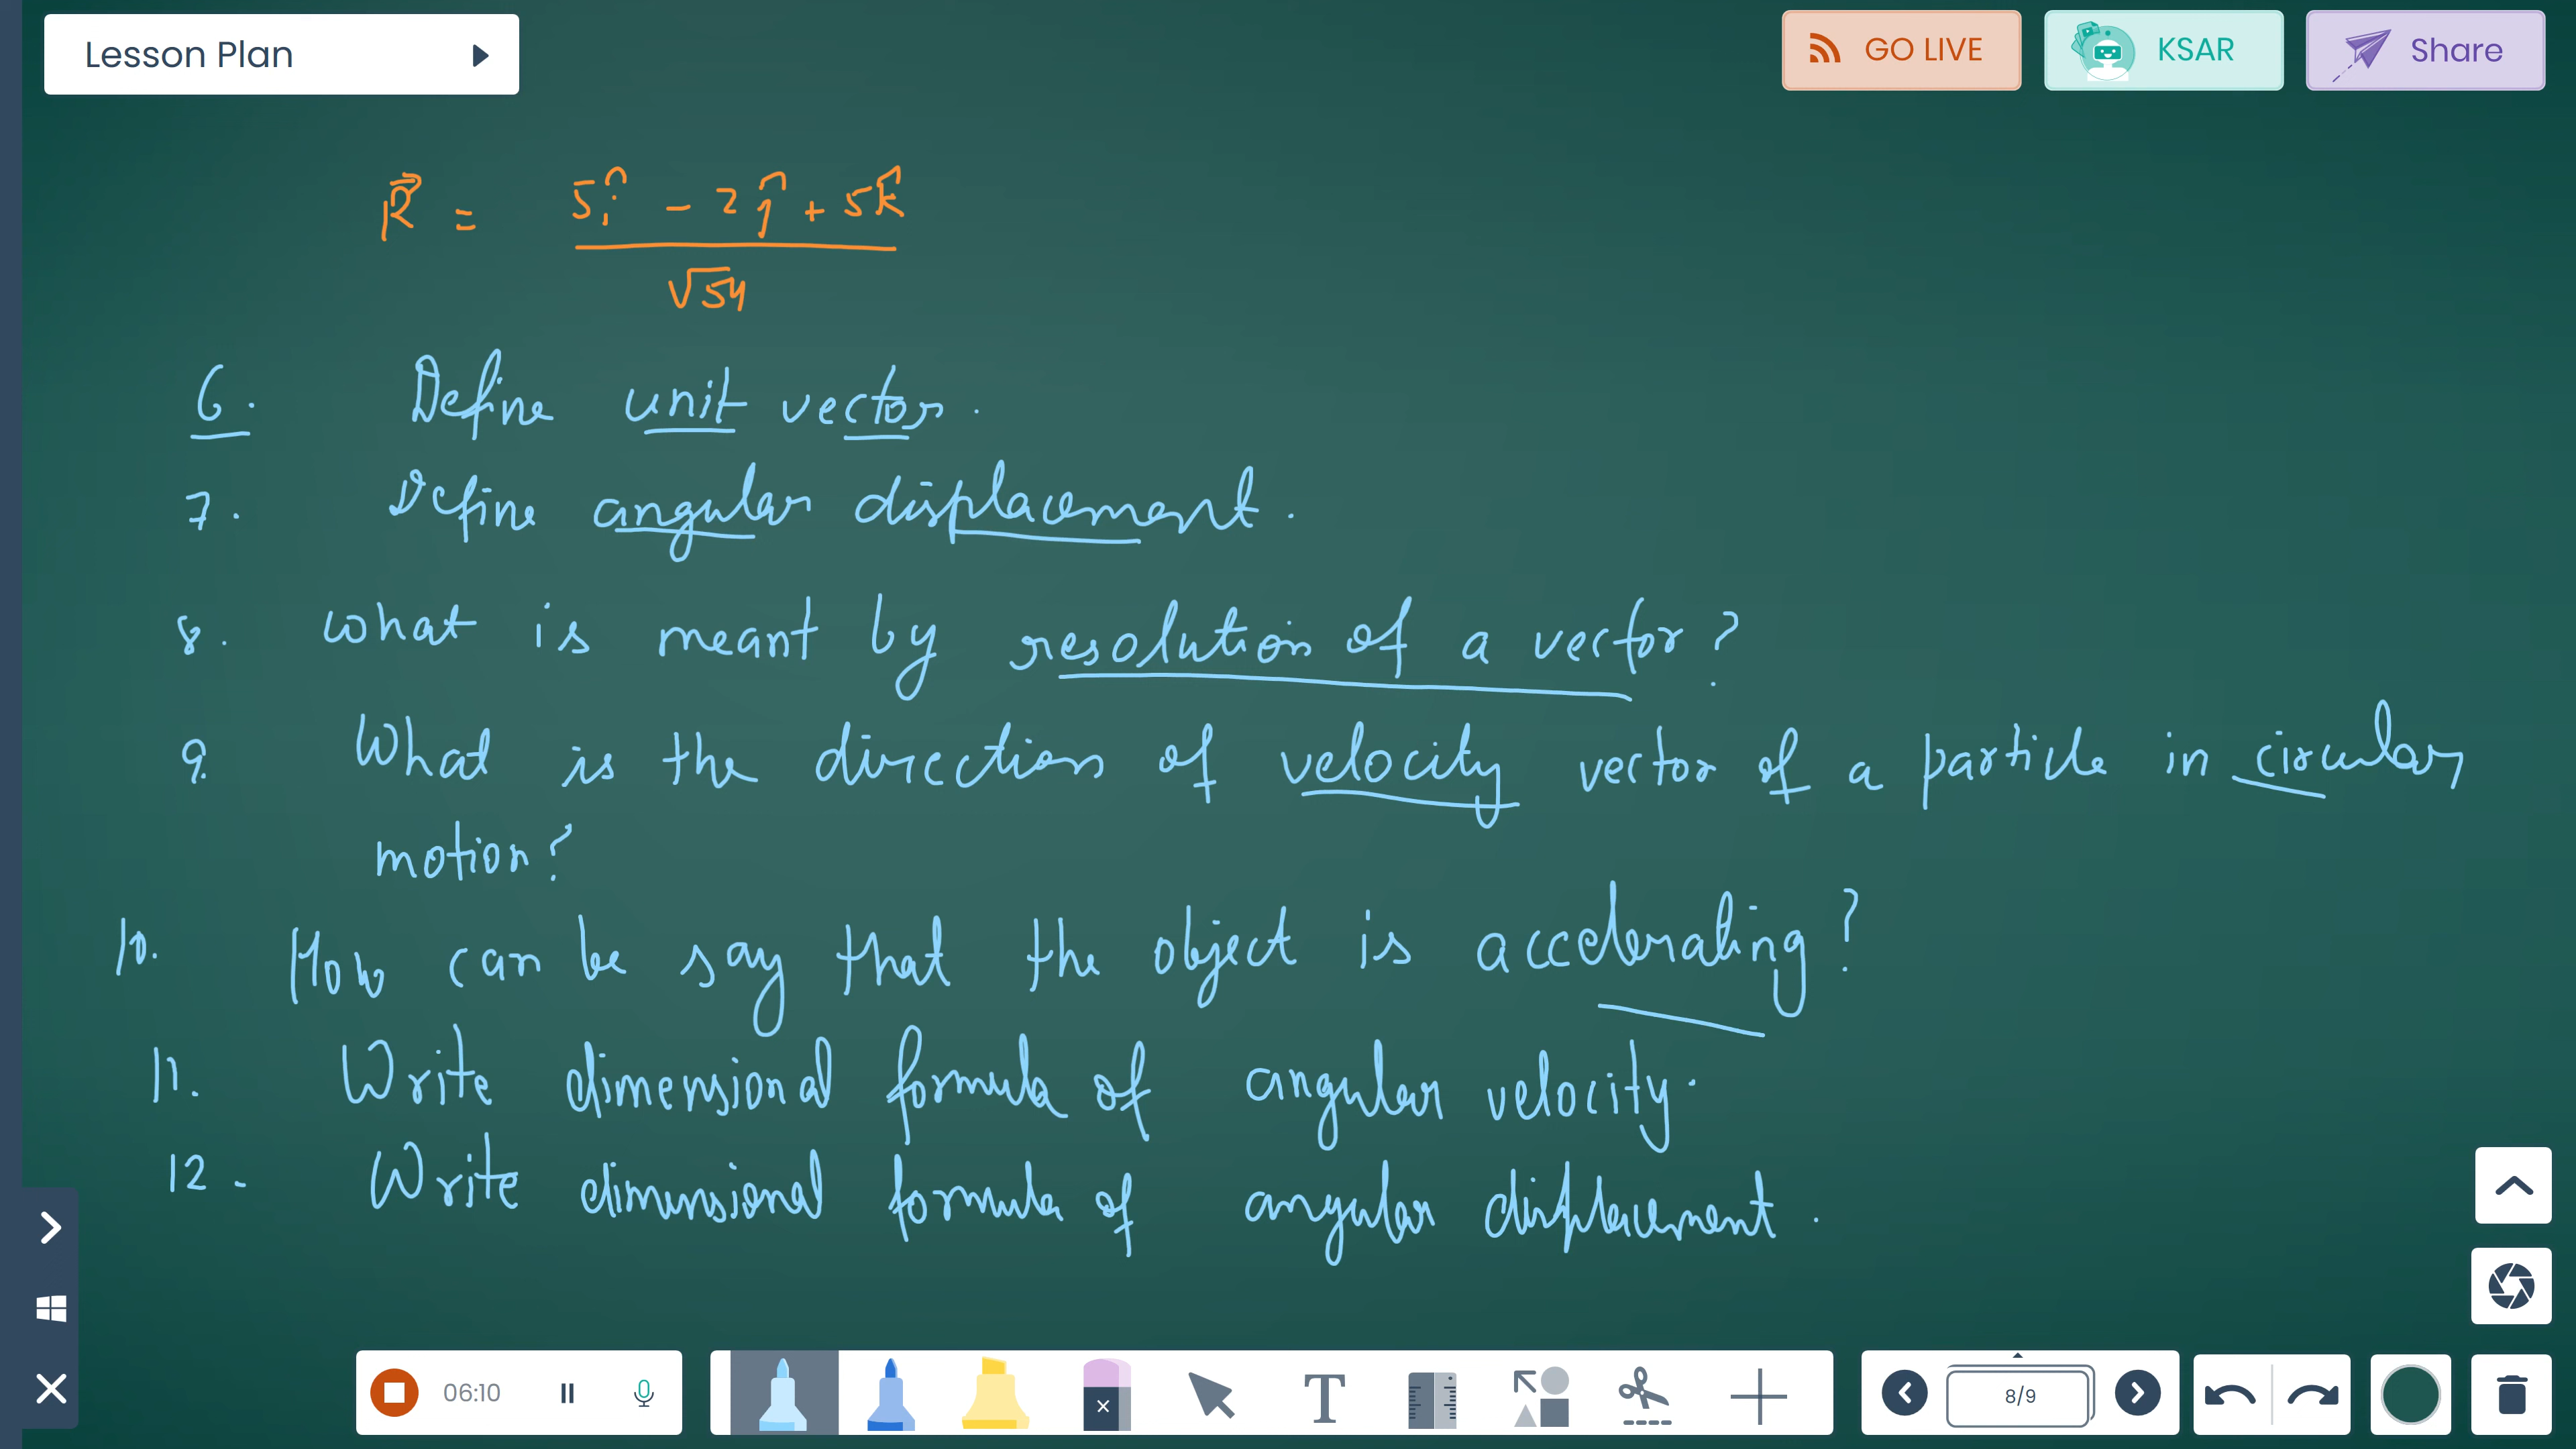 Lesson Plan
GO LIVE
KSAR
Share
R⃗ = 5î - 2ĵ + 5k̂
√54
6. Define unit vector.
7. Define angular displacement.
8. What is meant by resolution of a vector?
9. What is the direction of velocity vector of a particle in circular
motion?
10. How can be say that the object is accelerating?
11. Write dimensional formula of angular velocity.
12. Write dimensional formula of angular displacement.
06:10
T
8/9